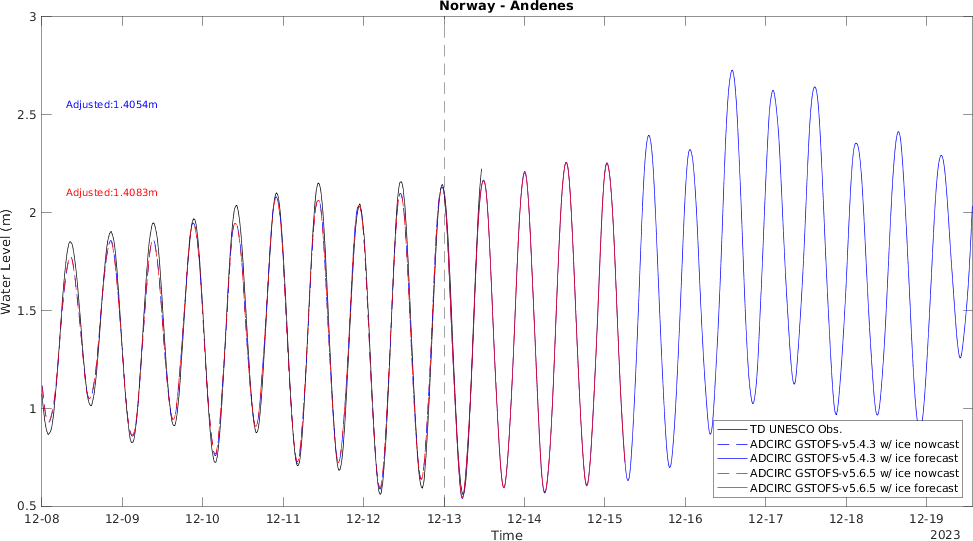 Norway - Andenes
3
2.5
2
1.5
1
0.5
Water Level (m)
Adjusted:1.4054m
Adjusted:1.4083m
TD UNESCO Obs.
ADCIRC GSTOFS-v5.4.3 w/ ice nowcast
ADCIRC GSTOFS-v5.4.3 w/ ice forecast
ADCIRC GSTOFS-v5.6.5 w/ ice nowcast
ADCIRC GSTOFS-v5.6.5 w/ ice forecast
12-08 12-09 12-10 12-11 12-12 12-13 12-14 12-15 12-16 12-17 12-18 12-19
Time
2023